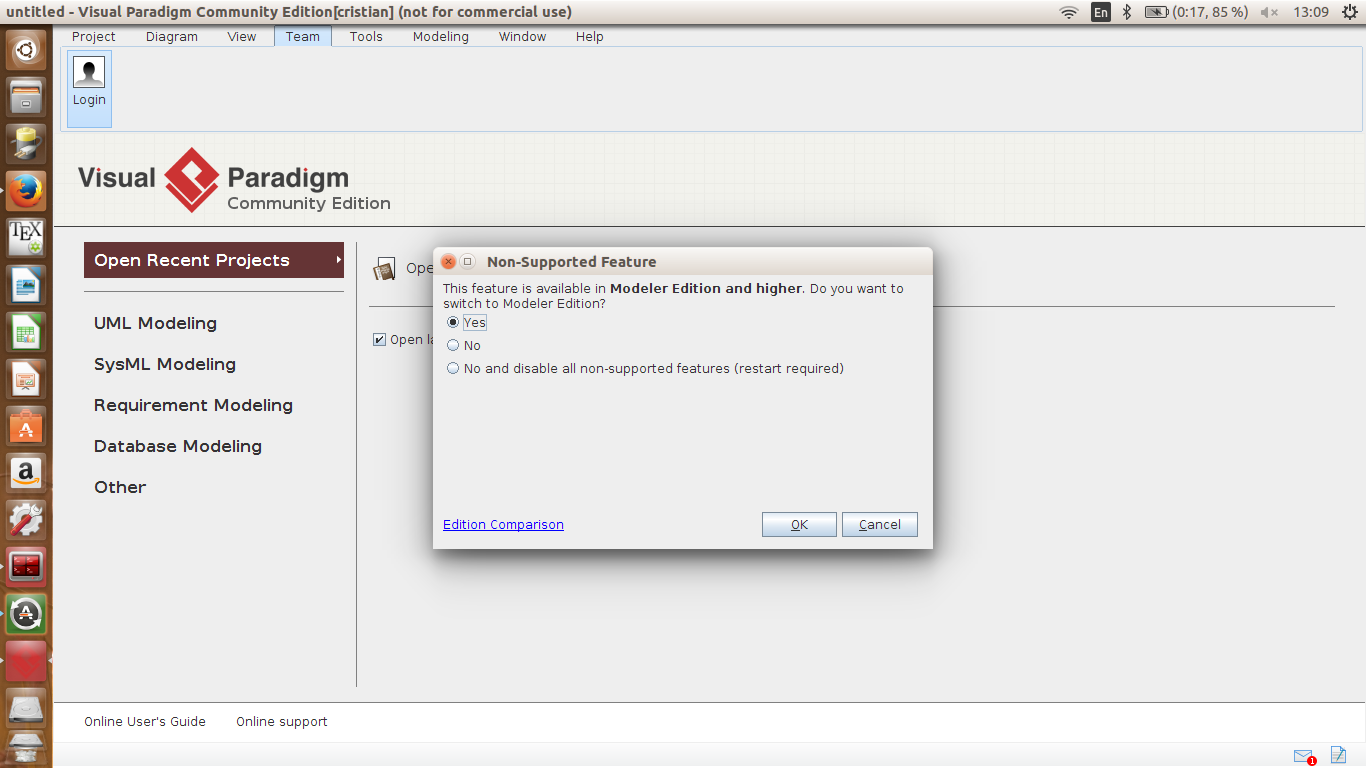 untitled - Visual Paradigm Community Edition[cristian] (not for commercial use)
En
(0:17, 85 %)
13:09
Project
Diagram
View
Team
Tools
Modeling
Window
Help
Login
Visual Paradigm
Community Edition
Open Recent Projects
UML Modeling
SysML Modeling
Requirement Modeling
Database Modeling
Other
Ope
Open la
Non-Supported Feature
This feature is available in Modeler Edition and higher. Do you want to
switch to Modeler Edition?
Yes
No
No and disable all non-supported features (restart required)
Edition Comparison
OK
Cancel
Online User's Guide
Online support
TEX
a
1